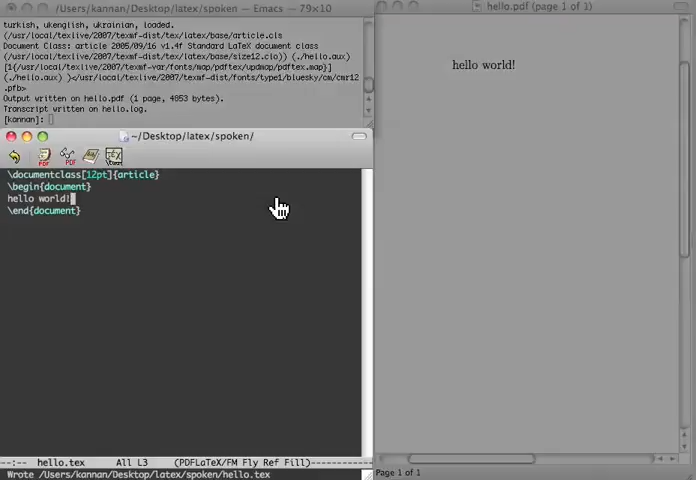 /Users/kannan/Desktop/latex/spoken/ — Emacs — 79×10
turkish, ukenglish, ukrainian, loaded.
(/usr/local/texlive/2007/texmf-dist/tex/latex/base/article.cls
Document Class: article 2005/09/16 v1.4f Standard LaTeX document class
(/usr/local/texlive/2007/texmf-dist/tex/latex/base/size12.clo)) (./hello.aux)
[1{/usr/local/texlive/2007/texmf-var/fonts/map/pdftex/updmap/pdftex.map}]
(./hello.aux) )</usr/local/texlive/2007/texmf-dist/fonts/type1/bluesky/cm/cmr12
.pfb>
Output written on hello.pdf (1 page, 4853 bytes).
Transcript written on hello.log.
[kannan]:
~/Desktop/latex/spoken/
\documentclass[12pt]{article}
\begin{document}
hello world!
\end{document}
--:-- hello.tex All L3 (PDFLaTeX/FM Fly Ref Fill)
Wrote /Users/kannan/Desktop/latex/spoken/hello.tex
hello.pdf (page 1 of 1)
hello world!
Page 1 of 1